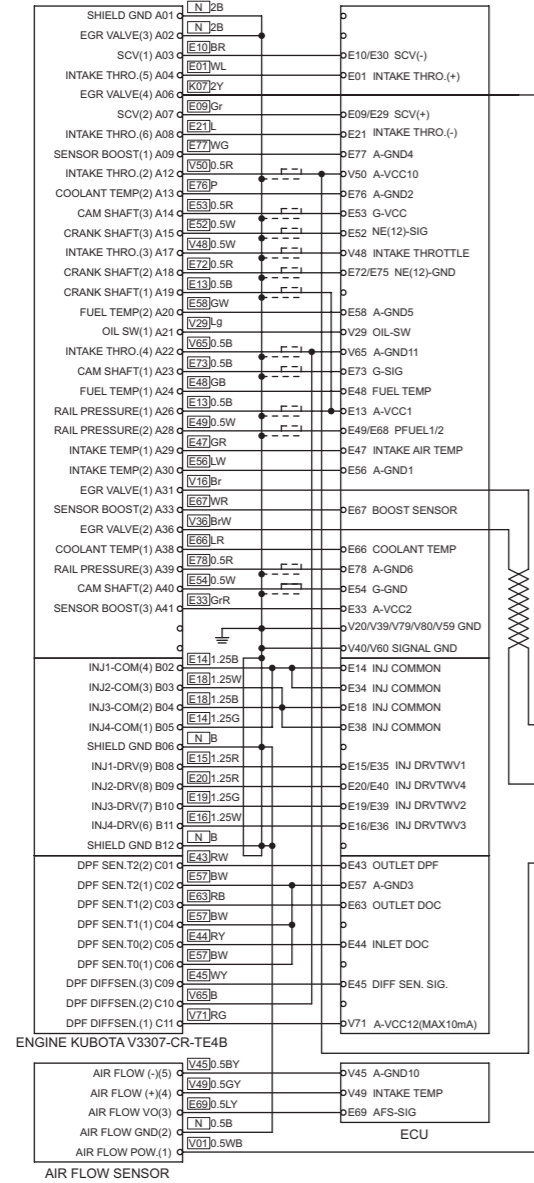 SHIELD GND A01 N 2B
EGR VALVE(3) A02 N 2B
SCV(1) A03 E10 BR E10/E30 SCV(-)
INTAKE THRO.(5) A04 E01 WL E01 INTAKE THRO.(+)
EGR VALVE(4) A06 K07 2Y
SCV(2) A07 E09 Gr E09/E29 SCV(+)
INTAKE THRO.(6) A08 E21 L E21 INTAKE THRO.(-)
SENSOR BOOST(1) A09 E77 WG E77 A-GND4
INTAKE THRO.(2) A12 V50 0.5R V50 A-VCC10
COOLANT TEMP(2) A13 E76 P E76 A-GND2
CAM SHAFT(3) A14 E53 0.5R E53 G-VCC
CRANK SHAFT(3) A15 E52 0.5W E52 NE(12)-SIG
INTAKE THRO.(3) A17 V48 0.5W V48 INTAKE THROTTLE
CRANK SHAFT(2) A18 E72 0.5R E72/E75 NE(12)-GND
CRANK SHAFT(1) A19 E13 0.5B
FUEL TEMP(2) A20 E58 GW E58 A-GND5
OIL SW(1) A21 V29 Lg V29 OIL-SW
INTAKE THRO.(4) A22 V65 0.5B V65 A-GND11
CAM SHAFT(1) A23 E73 0.5B E73 G-SIG
FUEL TEMP(1) A24 E48 GB E48 FUEL TEMP
RAIL PRESSURE(1) A26 E13 0.5B E13 A-VCC1
RAIL PRESSURE(2) A28 E49 0.5W E49/E68 PFUEL1/2
INTAKE TEMP(1) A29 E47 GR E47 INTAKE AIR TEMP
INTAKE TEMP(2) A30 E56 LW E56 A-GND1
EGR VALVE(1) A31 V16 Br
SENSOR BOOST(2) A33 E67 WR E67 BOOST SENSOR
EGR VALVE(2) A36 V36 BrW
COOLANT TEMP(1) A38 E66 LR E66 COOLANT TEMP
RAIL PRESSURE(3) A39 E78 0.5R E78 A-GND6
CAM SHAFT(2) A40 E54 0.5W E54 G-GND
SENSOR BOOST(3) A41 E33 GrR E33 A-VCC2
V20/V39/V79/V80/V59 GND
V40/V60 SIGNAL GND
INJ1-COM(4) B02 E14 1.25B E14 INJ COMMON
INJ2-COM(3) B03 E18 1.25W E34 INJ COMMON
INJ3-COM(2) B04 E18 1.25B E18 INJ COMMON
INJ4-COM(1) B05 E14 1.25G E38 INJ COMMON
SHIELD GND B06 N B
INJ1-DRV(9) B08 E15 1.25R E15/E35 INJ DRVTWV1
INJ2-DRV(8) B09 E20 1.25R E20/E40 INJ DRVTWV4
INJ3-DRV(7) B10 E19 1.25G E19/E39 INJ DRVTWV2
INJ4-DRV(6) B11 E16 1.25W E16/E36 INJ DRVTWV3
SHIELD GND B12 N B
DPF SEN.T2(2) C01 E43 RW E43 OUTLET DPF
DPF SEN.T2(1) C02 E57 BW E57 A-GND3
DPF SEN.T1(2) C03 E63 RB E63 OUTLET DOC
DPF SEN.T1(1) C04 E57 BW
DPF SEN.T0(2) C05 E44 RY E44 INLET DOC
DPF SEN.T0(1) C06 E57 BW
DPF DIFFSEN.(3) C09 E45 WY E45 DIFF SEN. SIG.
DPF DIFFSEN.(2) C10 V65 B
DPF DIFFSEN.(1) C11 V71 RG V71 A-VCC12(MAX10mA)
ENGINE KUBOTA V3307-CR-TE4B
AIR FLOW (-)(5) V45 0.5BY V45 A-GND10
AIR FLOW (+)(4) V49 0.5GY V49 INTAKE TEMP
AIR FLOW VO(3) E69 0.5LY E69 AFS-SIG
AIR FLOW GND(2) N 0.5B
ECU
AIR FLOW POW.(1) V01 0.5WB
AIR FLOW SENSOR